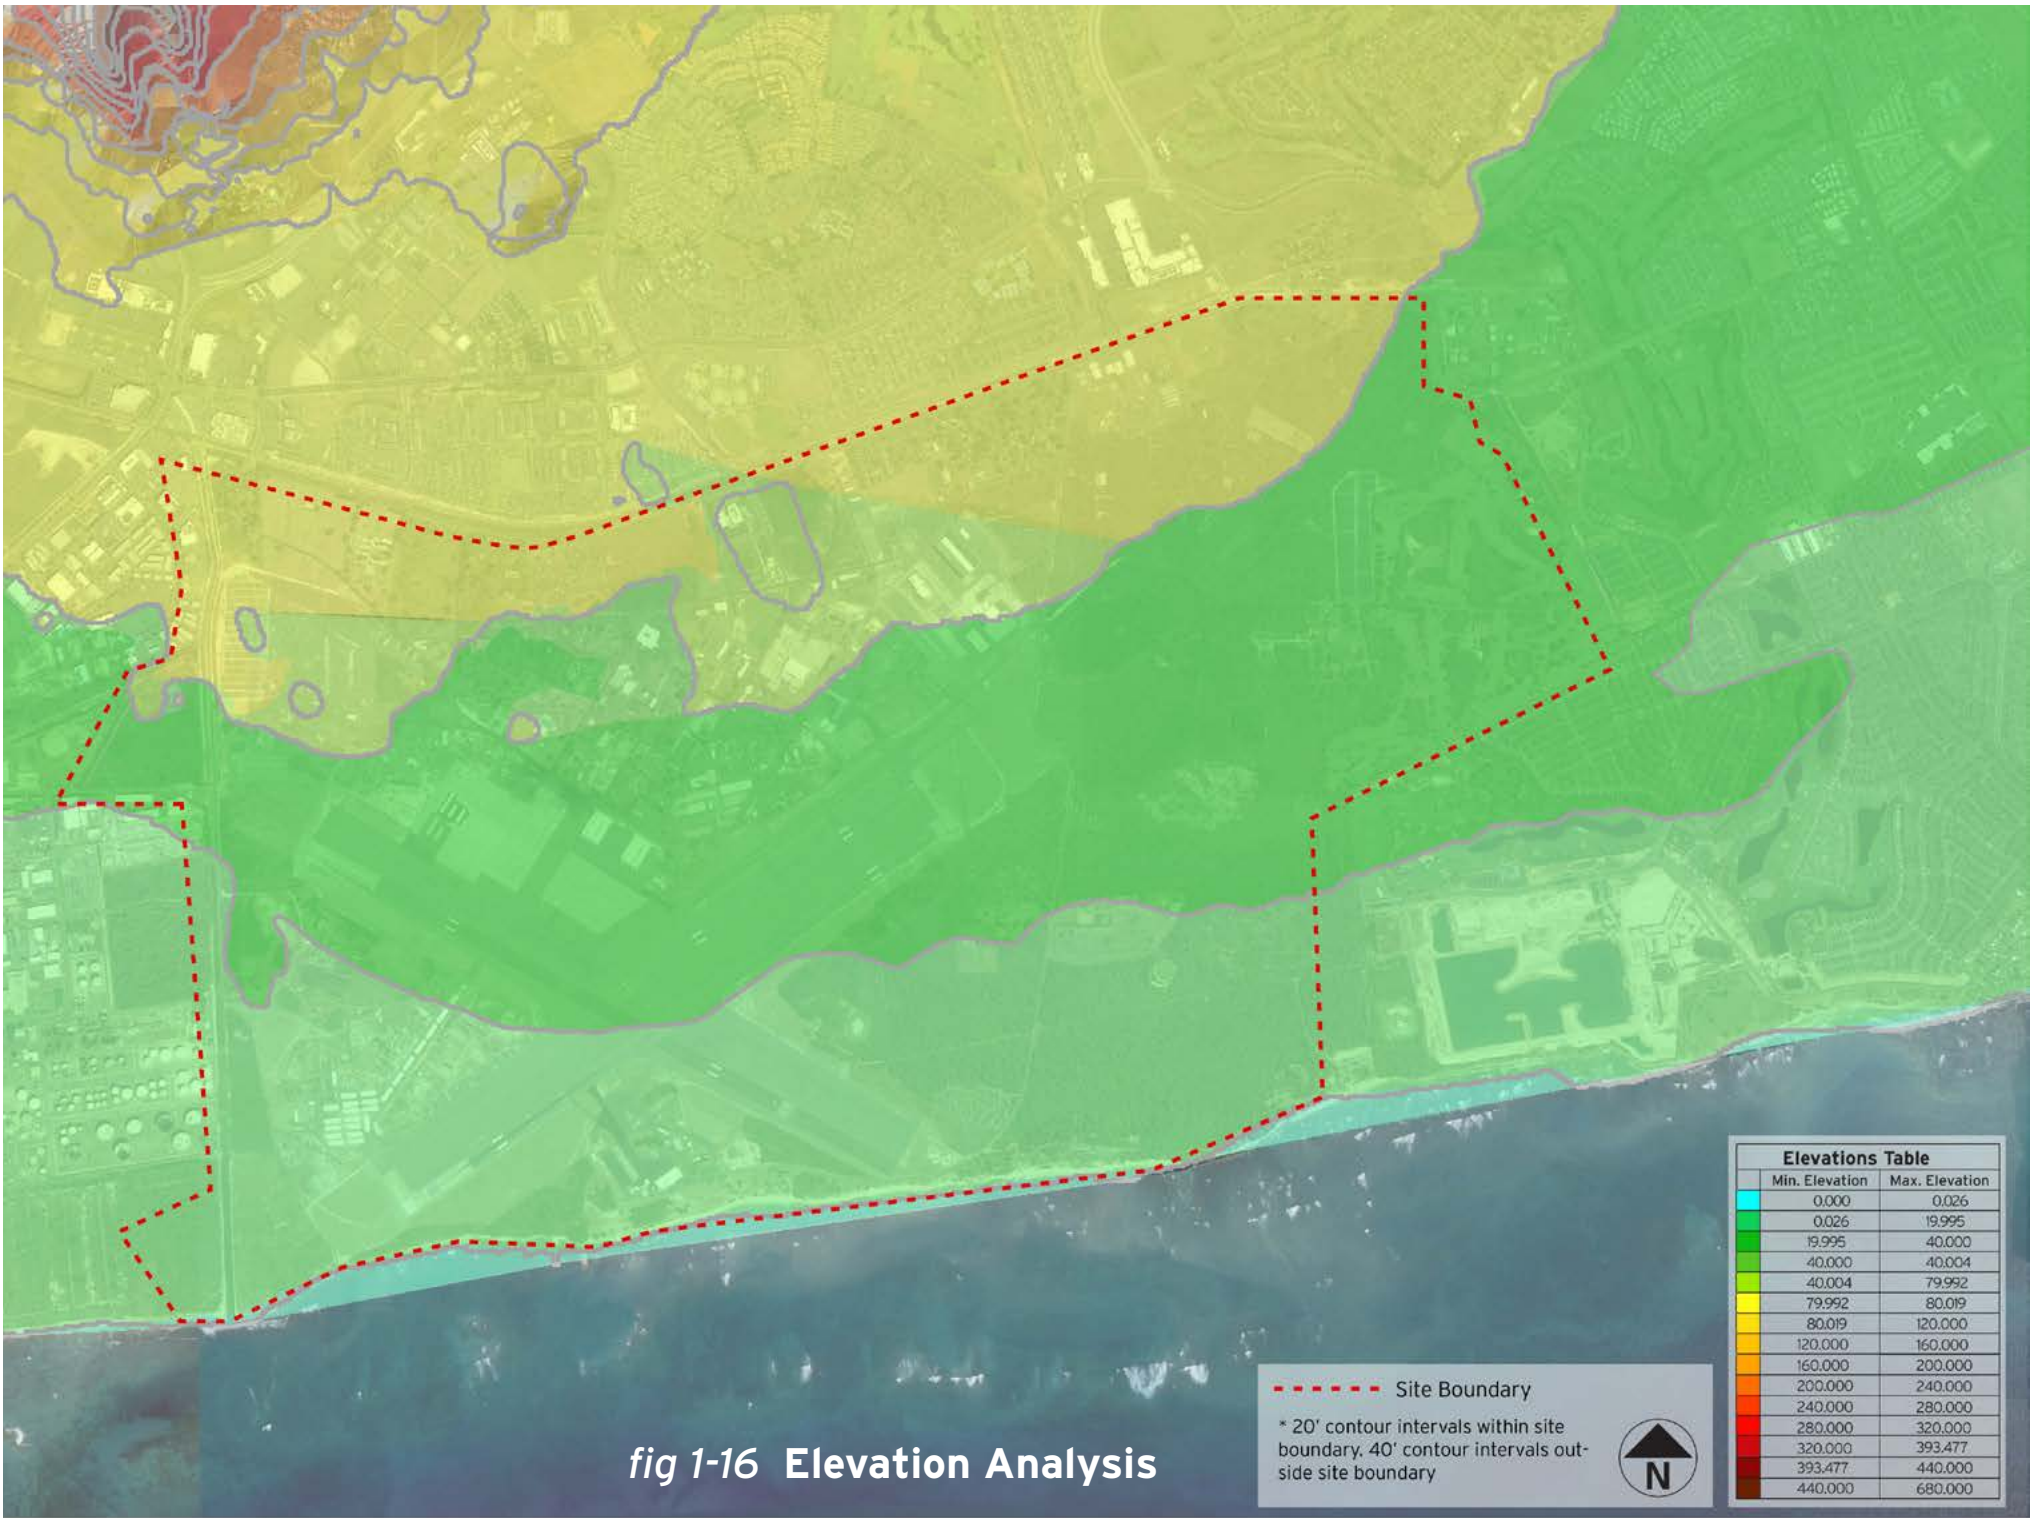 Elevations Table
Min. Elevation Max. Elevation
0.000 0.026
0.026 19.995
19.995 40.000
40.000 40.004
40.004 79.992
79.992 80.019
80.019 120.000
120.000 160.000
160.000 200.000
200.000 240.000
240.000 280.000
280.000 320.000
320.000 393.477
393.477 440.000
440.000 680.000
Site Boundary
* 20' contour intervals within site
boundary, 40' contour intervals out-
side site boundary
N
fig 1-16 Elevation Analysis